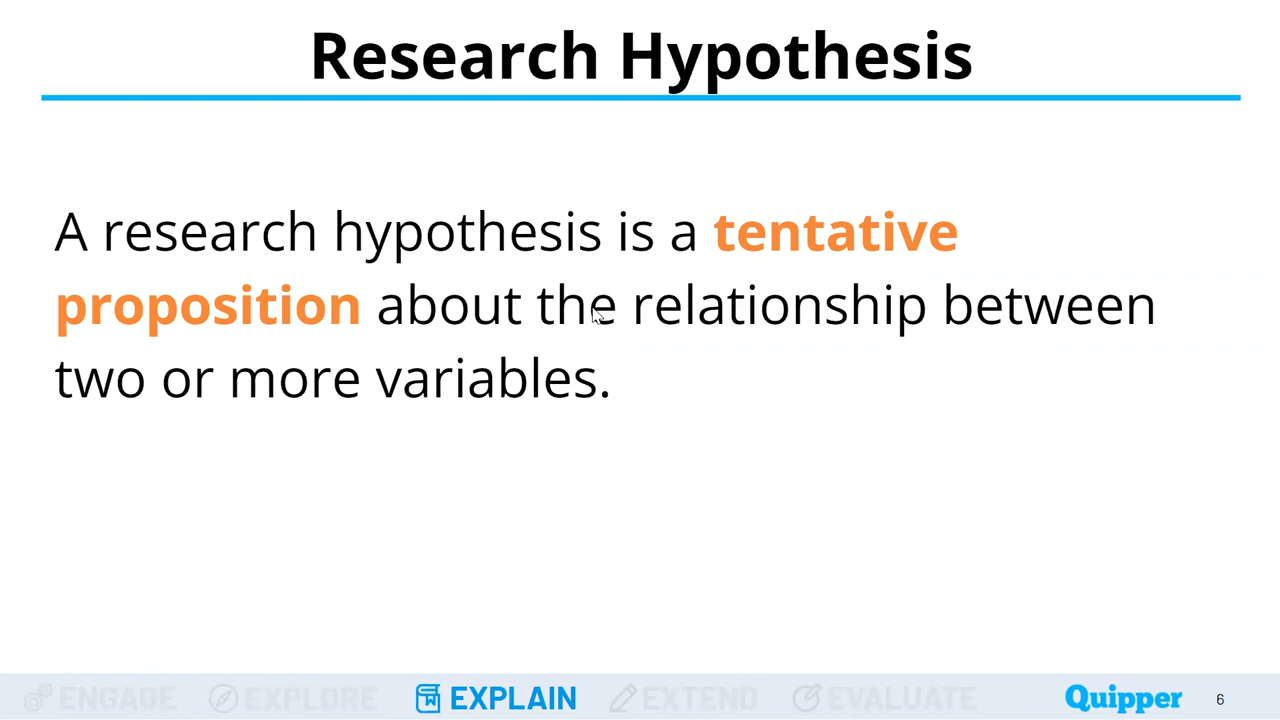 Research Hypothesis
A research hypothesis is a tentative
proposition about the relationship between
two or more variables.
ENGAGE EXPLORE EXPLAIN EXTEND EVALUATE Quipper 6